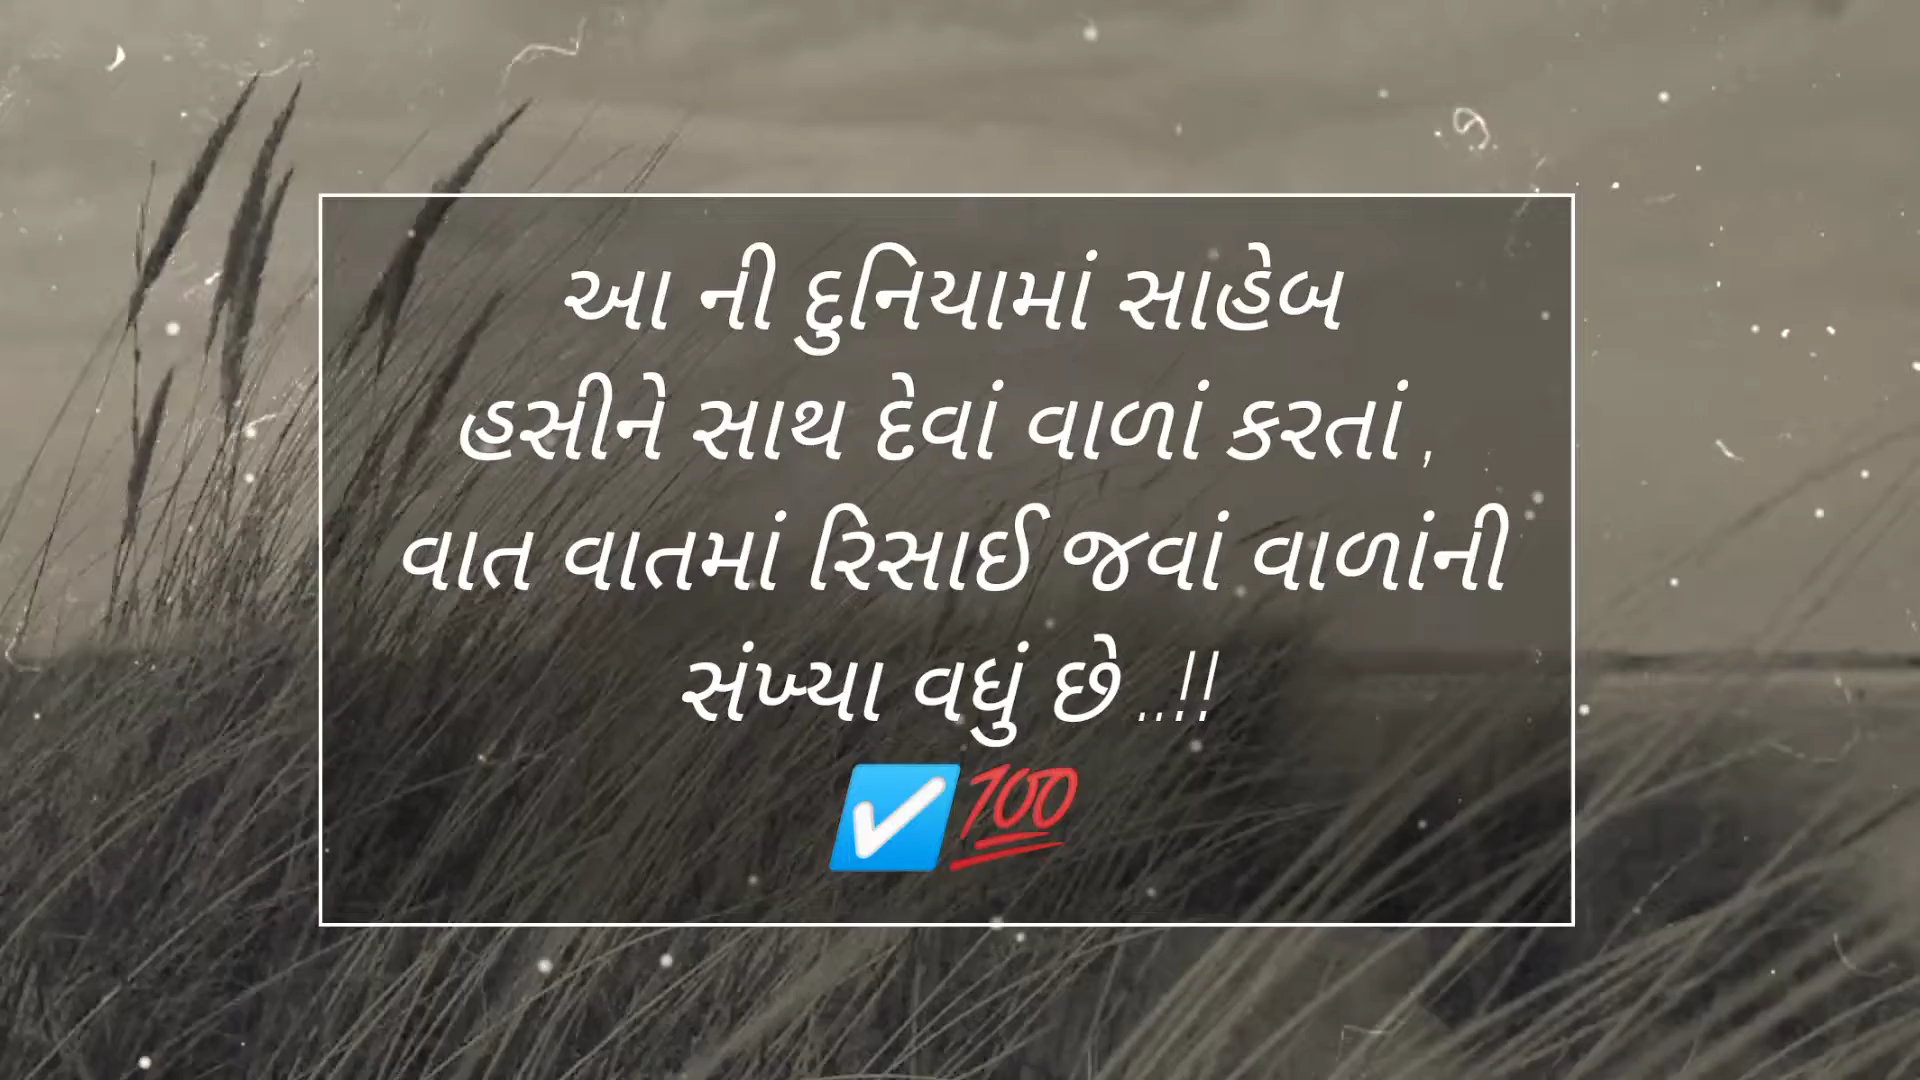 આ ની દુનિયામાં સાહેબ
હસીને સાથ દેવાં વાળાં કરતાં ,
વાત વાતમાં રિસાઈ જવાં વાળાંની
સંખ્યા વધું છે ..!!
☑️💯